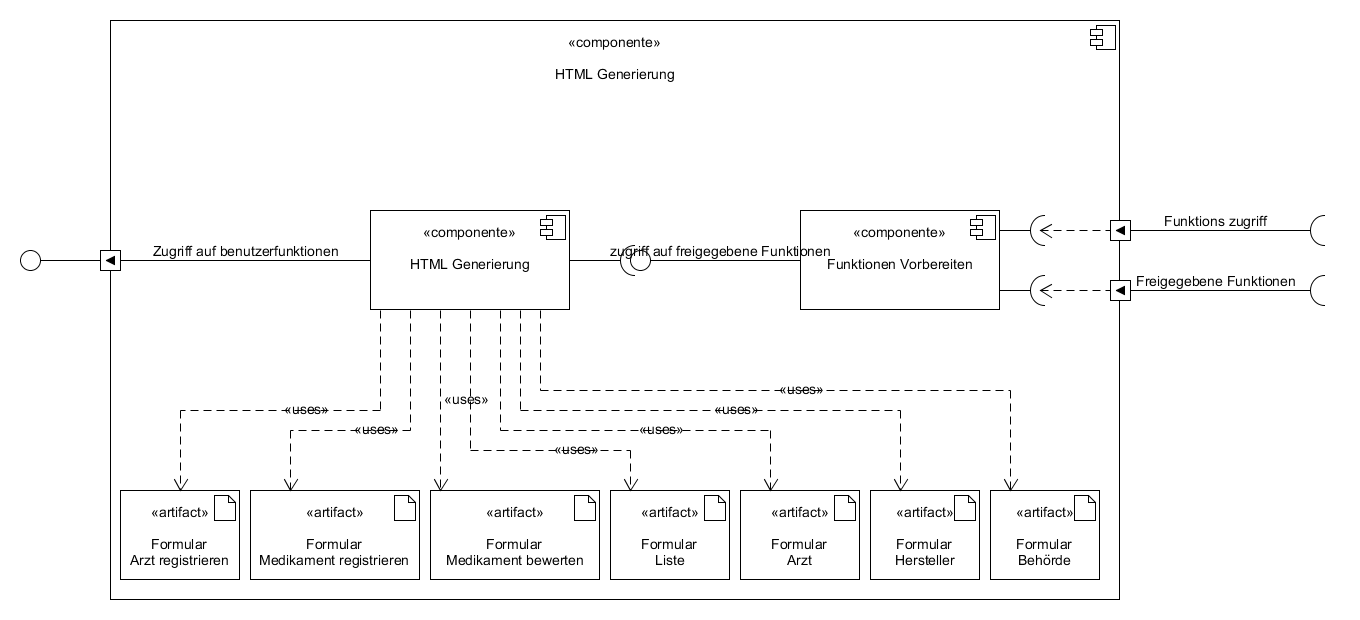 «componente»
HTML Generierung
«componente»
HTML Generierung
«componente»
Funktionen Vorbereiten
Zugriff auf benutzerfunktionen
zugriff auf freigegebene Funktionen
Funktions zugriff
Freigegebene Funktionen
«uses»
«uses»
«uses»
«uses»
«uses»
«uses»
«uses»
«artifact»
Formular
Arzt registrieren
«artifact»
Formular
Medikament registrieren
«artifact»
Formular
Medikament bewerten
«artifact»
Formular
Liste
«artifact»
Formular
Arzt
«artifact»
Formular
Hersteller
«artifact»
Formular
Behörde